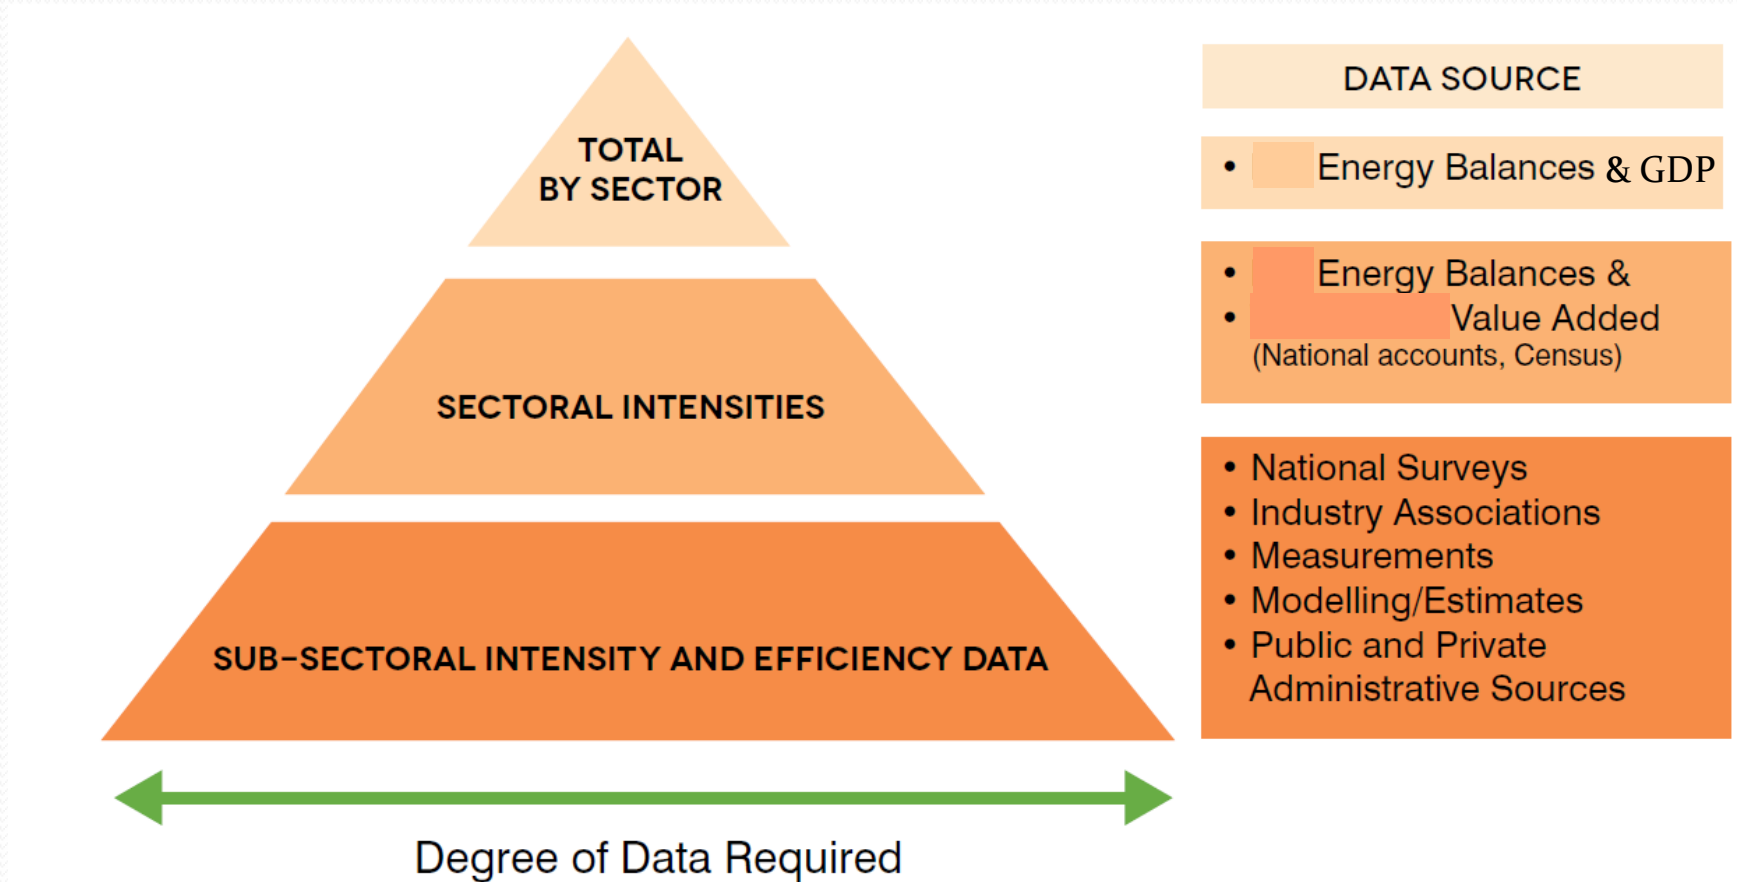 TOTAL
BY SECTOR
SECTORAL INTENSITIES
SUB-SECTORAL INTENSITY AND EFFICIENCY DATA
Degree of Data Required
DATA SOURCE
• Energy Balances & GDP
• Energy Balances &
• Value Added
(National accounts, Census)
• National Surveys
• Industry Associations
• Measurements
• Modelling/Estimates
• Public and Private
Administrative Sources